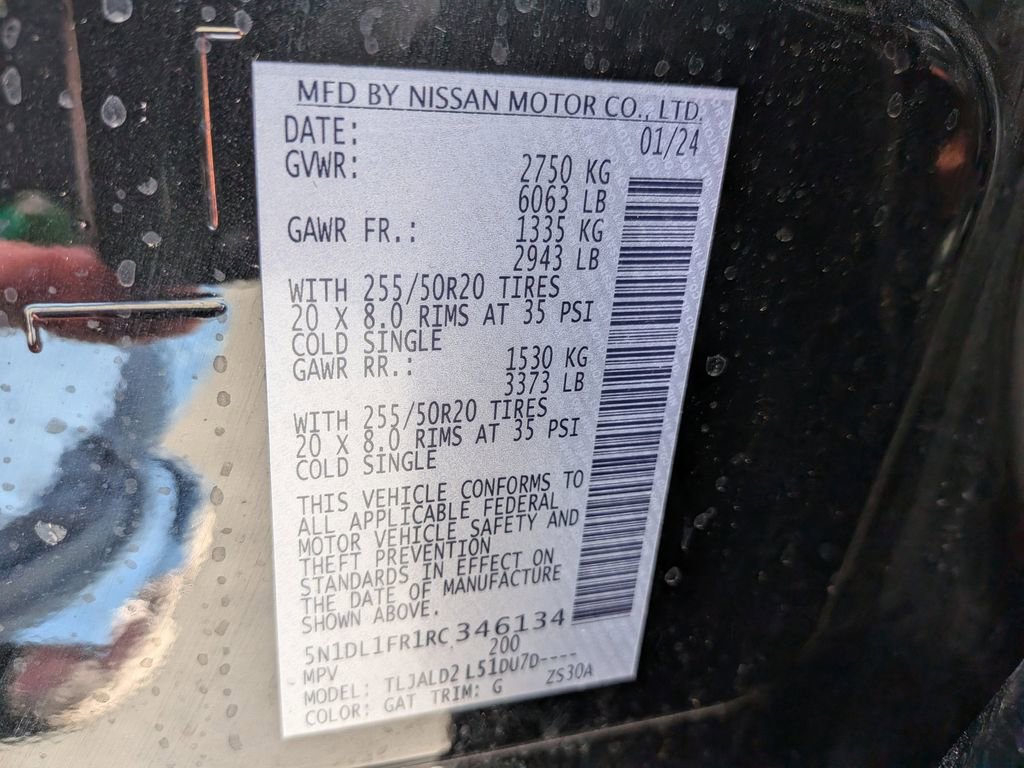 MFD BY NISSAN MOTOR CO., LTD.
DATE: 01/24
GVWR: 2750 KG
6063 LB
GAWR FR.: 1335 KG
2943 LB
WITH 255/50R20 TIRES
20 X 8.0 RIMS AT 35 PSI
COLD SINGLE
GAWR RR.: 1530 KG
3373 LB
WITH 255/50R20 TIRES
20 X 8.0 RIMS AT 35 PSI
COLD SINGLE
THIS VEHICLE CONFORMS TO
ALL APPLICABLE FEDERAL
MOTOR VEHICLE SAFETY AND
THEFT PREVENTION
STANDARDS IN EFFECT ON
THE DATE OF MANUFACTURE
SHOWN ABOVE.
5N1DL1FR1RC 346134
MPV 200
MODEL: TLJALD2 L51DU7D----
COLOR: GAT TRIM: G ZS30A